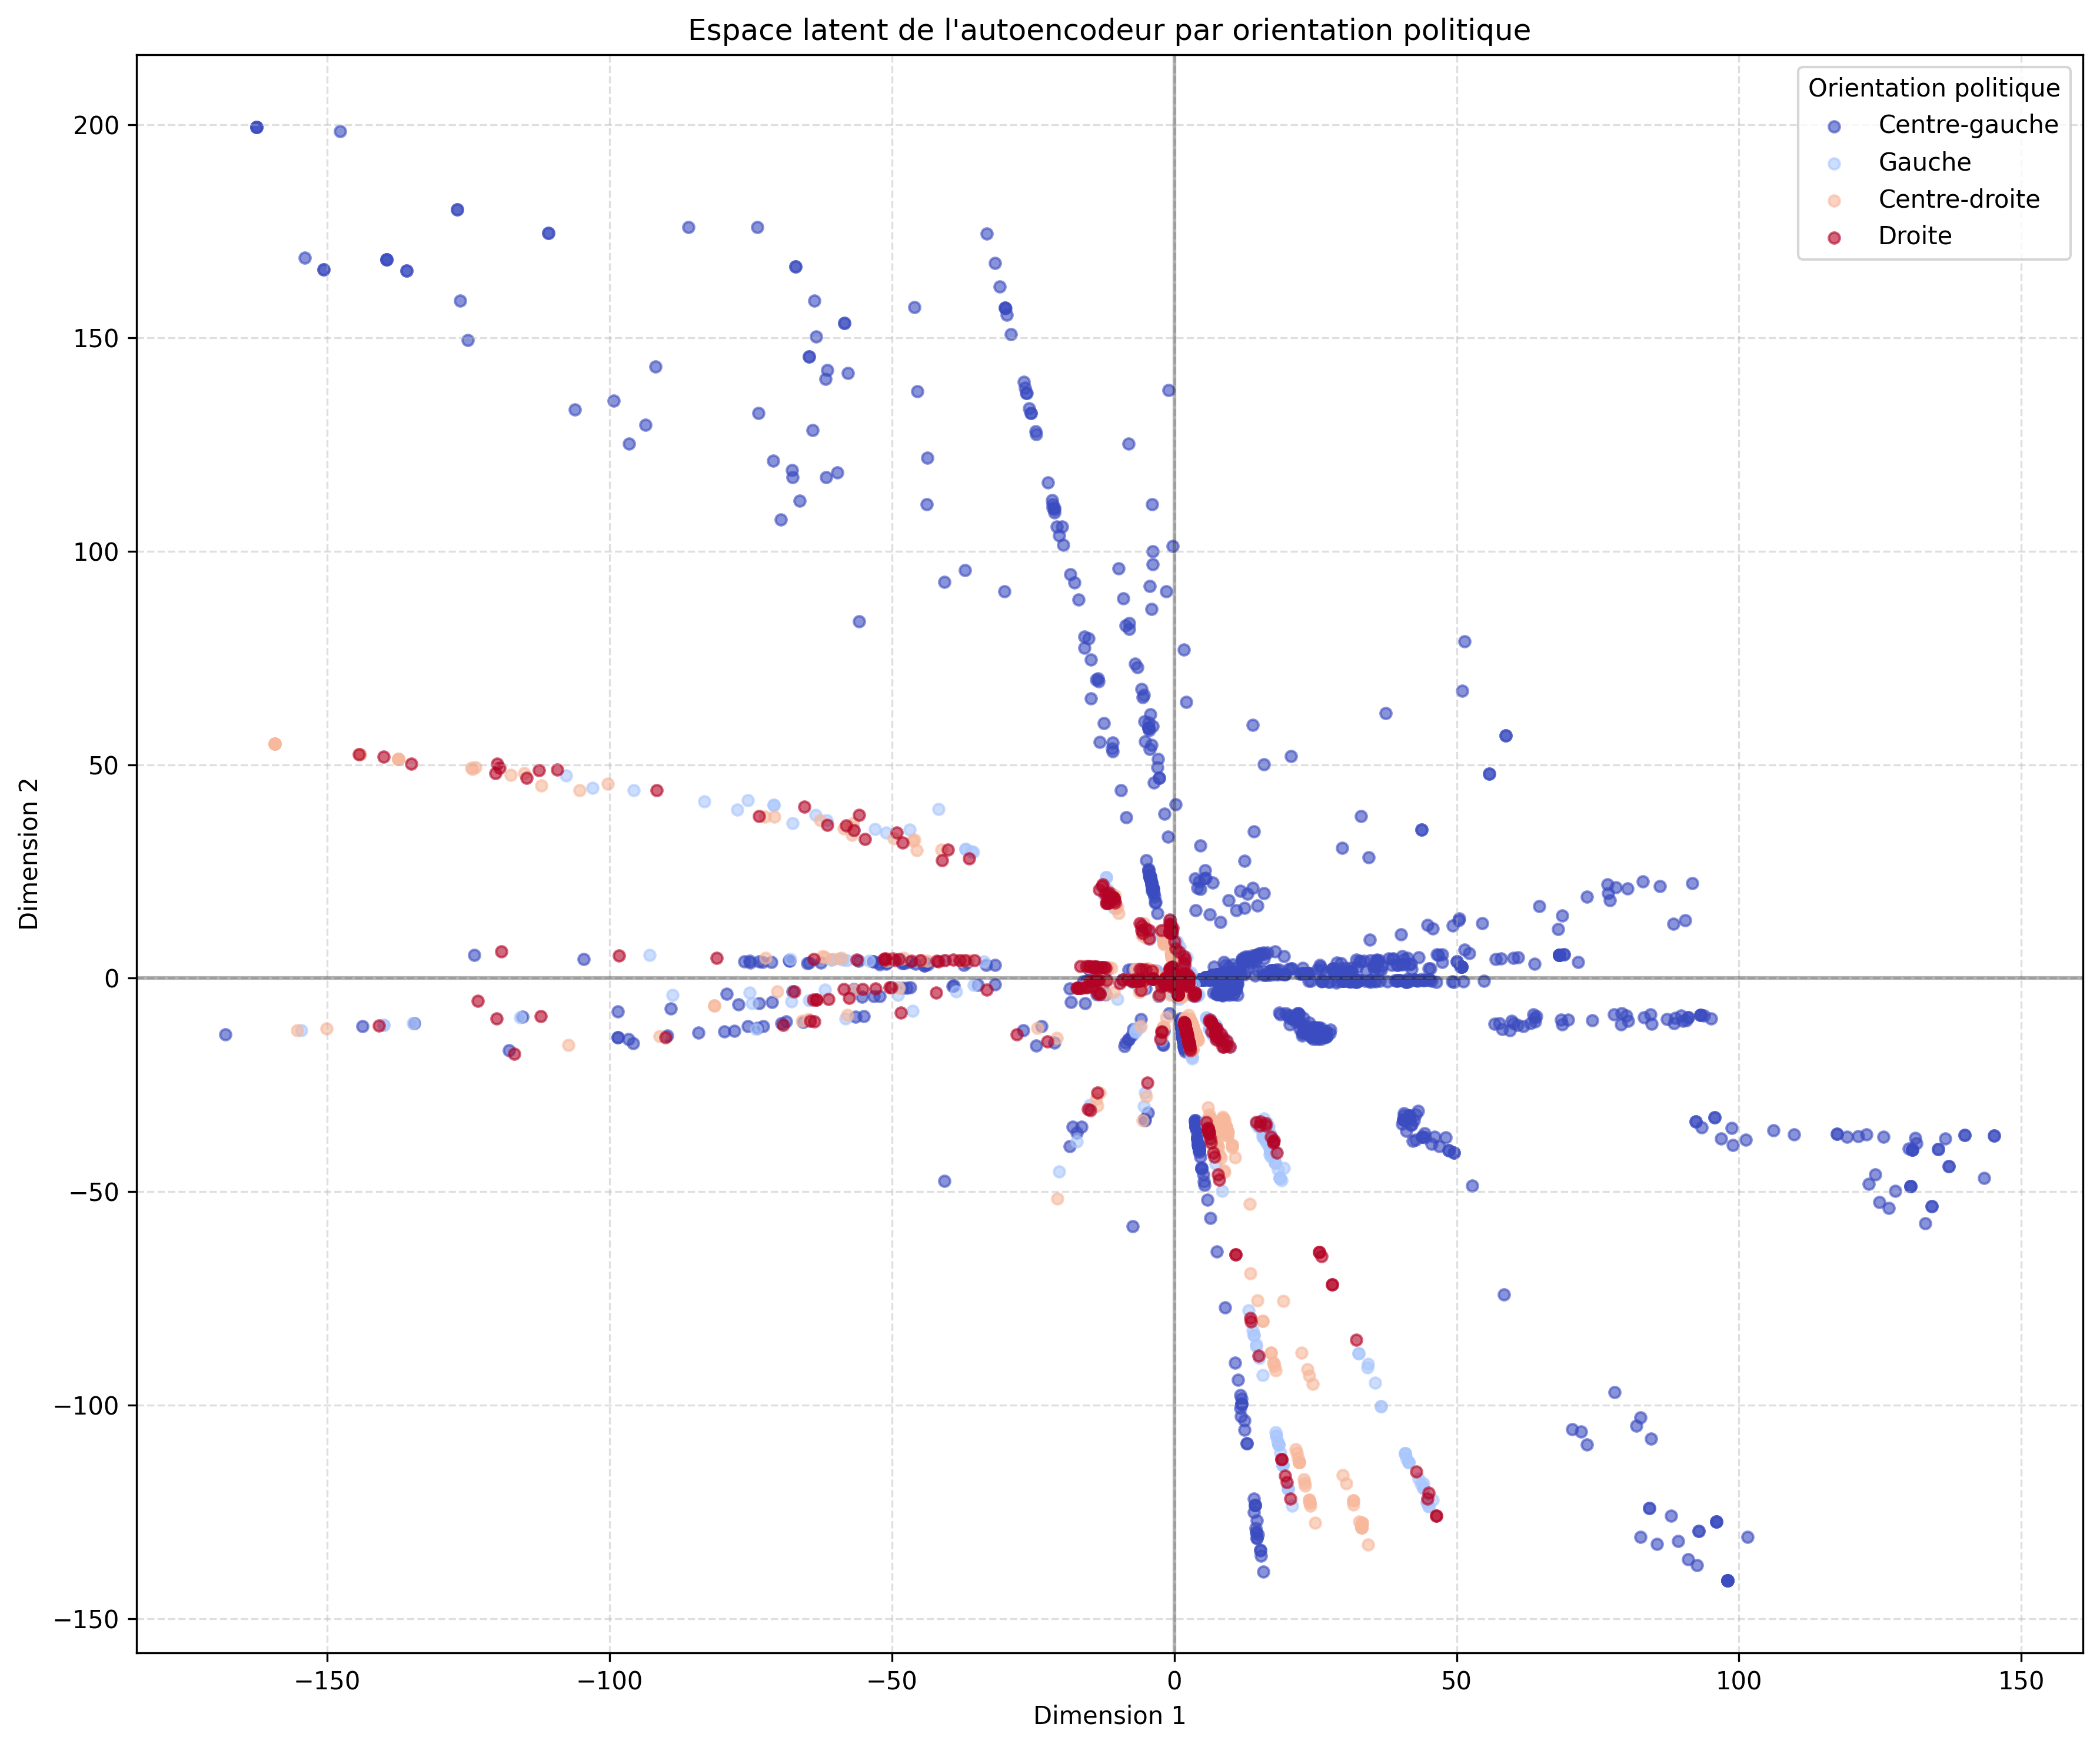 Espace latent de l'autoencodeur par orientation politique
Orientation politique
Centre-gauche
Gauche
Centre-droite
Droite
200
150
100
50
0
−50
−100
−150
Dimension 2
−150
−100
−50
0
50
100
150
Dimension 1